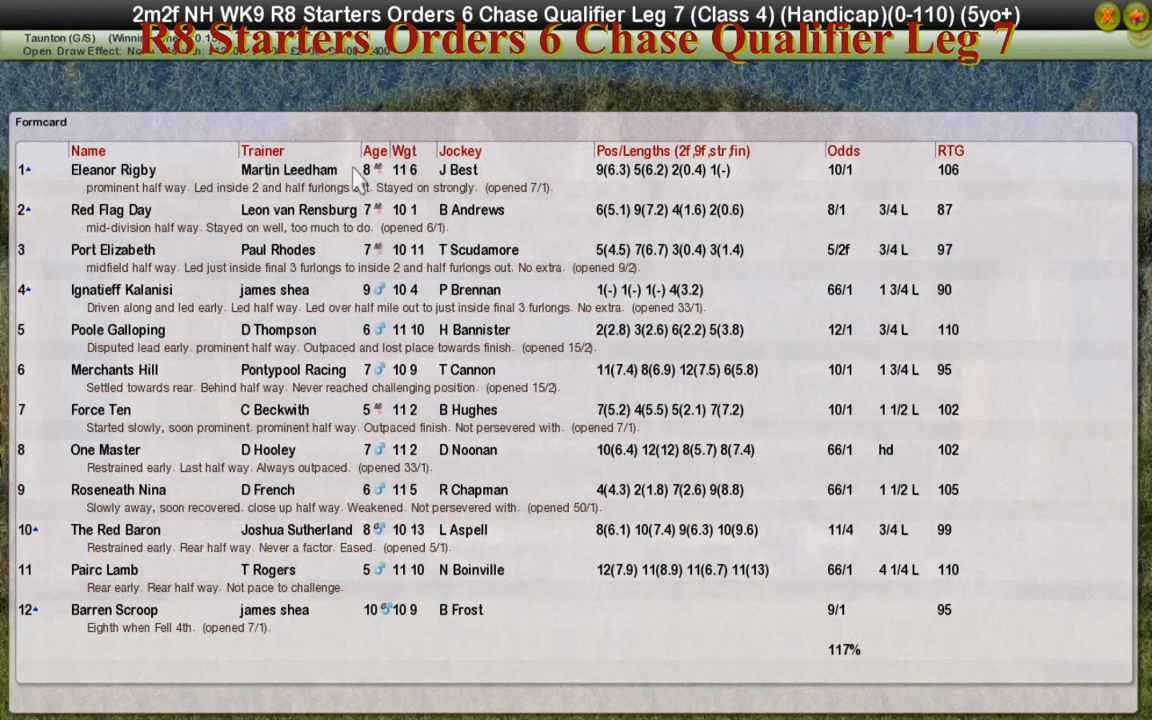 2m2f NH WK9 R8 Starters Orders 6 Chase Qualifier Leg 7 (Class 4) (Handicap)(0-110) (5yo+)
R8 Starters Orders 6 Chase Qualifier Leg 7
Taunton (G/S)
Open Draw Effect:
Formcard
Name Trainer Age Wgt Jockey Pos/Lengths (2f,9f,str,fin) Odds RTG
1 Eleanor Rigby Martin Leedham 8 11 6 J Best 9(6.3) 5(6.2) 2(0.4) 1(-) 10/1 106
prominent half way. Led inside 2 and half furlongs Stayed on strongly. (opened 7/1).
2 Red Flag Day Leon van Rensburg 7 10 1 B Andrews 6(5.1) 9(7.2) 4(1.6) 2(0.6) 8/1 3/4 L 87
mid-division half way. Stayed on well, too much to do. (opened 6/1).
3 Port Elizabeth Paul Rhodes 7 10 11 T Scudamore 5(4.5) 7(6.7) 3(0.4) 3(1.4) 5/2f 3/4 L 97
midfield half way. Led just inside final 3 furlongs to inside 2 and half furlongs out. No extra. (opened 9/2).
4 Ignatieff Kalanisi james shea 9 10 4 P Brennan 1(-) 1(-) 1(-) 4(3.2) 66/1 1 3/4 L 90
Driven along and led early. Led half way. Led over half mile out to just inside final 3 furlongs. No extra. (opened 33/1).
5 Poole Galloping D Thompson 6 11 10 H Bannister 2(2.8) 3(2.6) 6(2.2) 5(3.8) 12/1 3/4 L 110
Disputed lead early. prominent half way. Outpaced and lost place towards finish. (opened 15/2).
6 Merchants Hill Pontypool Racing 7 10 9 T Cannon 11(7.4) 8(6.9) 12(7.5) 6(5.8) 10/1 1 3/4 L 95
Settled towards rear. Behind half way. Never reached challenging position. (opened 15/2).
7 Force Ten C Beckwith 5 11 2 B Hughes 7(5.2) 4(5.5) 5(2.1) 7(7.2) 10/1 1 1/2 L 102
Started slowly, soon prominent. prominent half way. Outpaced finish. Not persevered with. (opened 7/1).
8 One Master D Hooley 7 11 2 D Noonan 10(6.4) 12(12) 8(5.7) 8(7.4) 66/1 hd 102
Restrained early. Last half way. Always outpaced. (opened 33/1).
9 Roseneath Nina D French 6 11 5 R Chapman 4(4.3) 2(1.8) 7(2.6) 9(8.8) 66/1 1 1/2 L 105
Slowly away, soon recovered. close up half way. Weakened. Not persevered with. (opened 50/1).
10 The Red Baron Joshua Sutherland 8 10 13 L Aspell 8(6.1) 10(7.4) 9(6.3) 10(9.6) 11/4 3/4 L 99
Restrained early. Rear half way. Never a factor. Eased. (opened 5/1).
11 Pairc Lamb T Rogers 5 11 10 N Boinville 12(7.9) 11(8.9) 11(6.7) 11(13) 66/1 4 1/4 L 110
Rear early. Rear half way. Not pace to challenge.
12 Barren Scroop james shea 10 10 9 B Frost 9/1 95
Eighth when Fell 4th. (opened 7/1).
117%